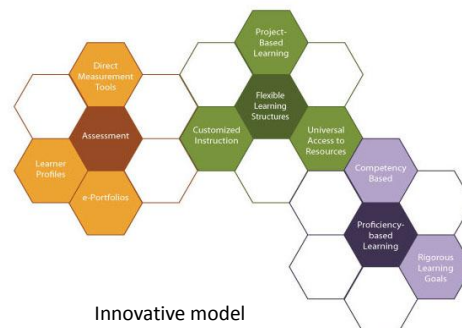 Project-
Based
Learning
Direct
Measurement
Tools
Flexible
Learning
Structures
Assessment
Customized
Instruction
Universal
Access to
Resources
Learner
Profiles
Competency
Based
e-Portfolios
Proficiency-
based Learning
Rigorous
Learning
Goals
Innovative model